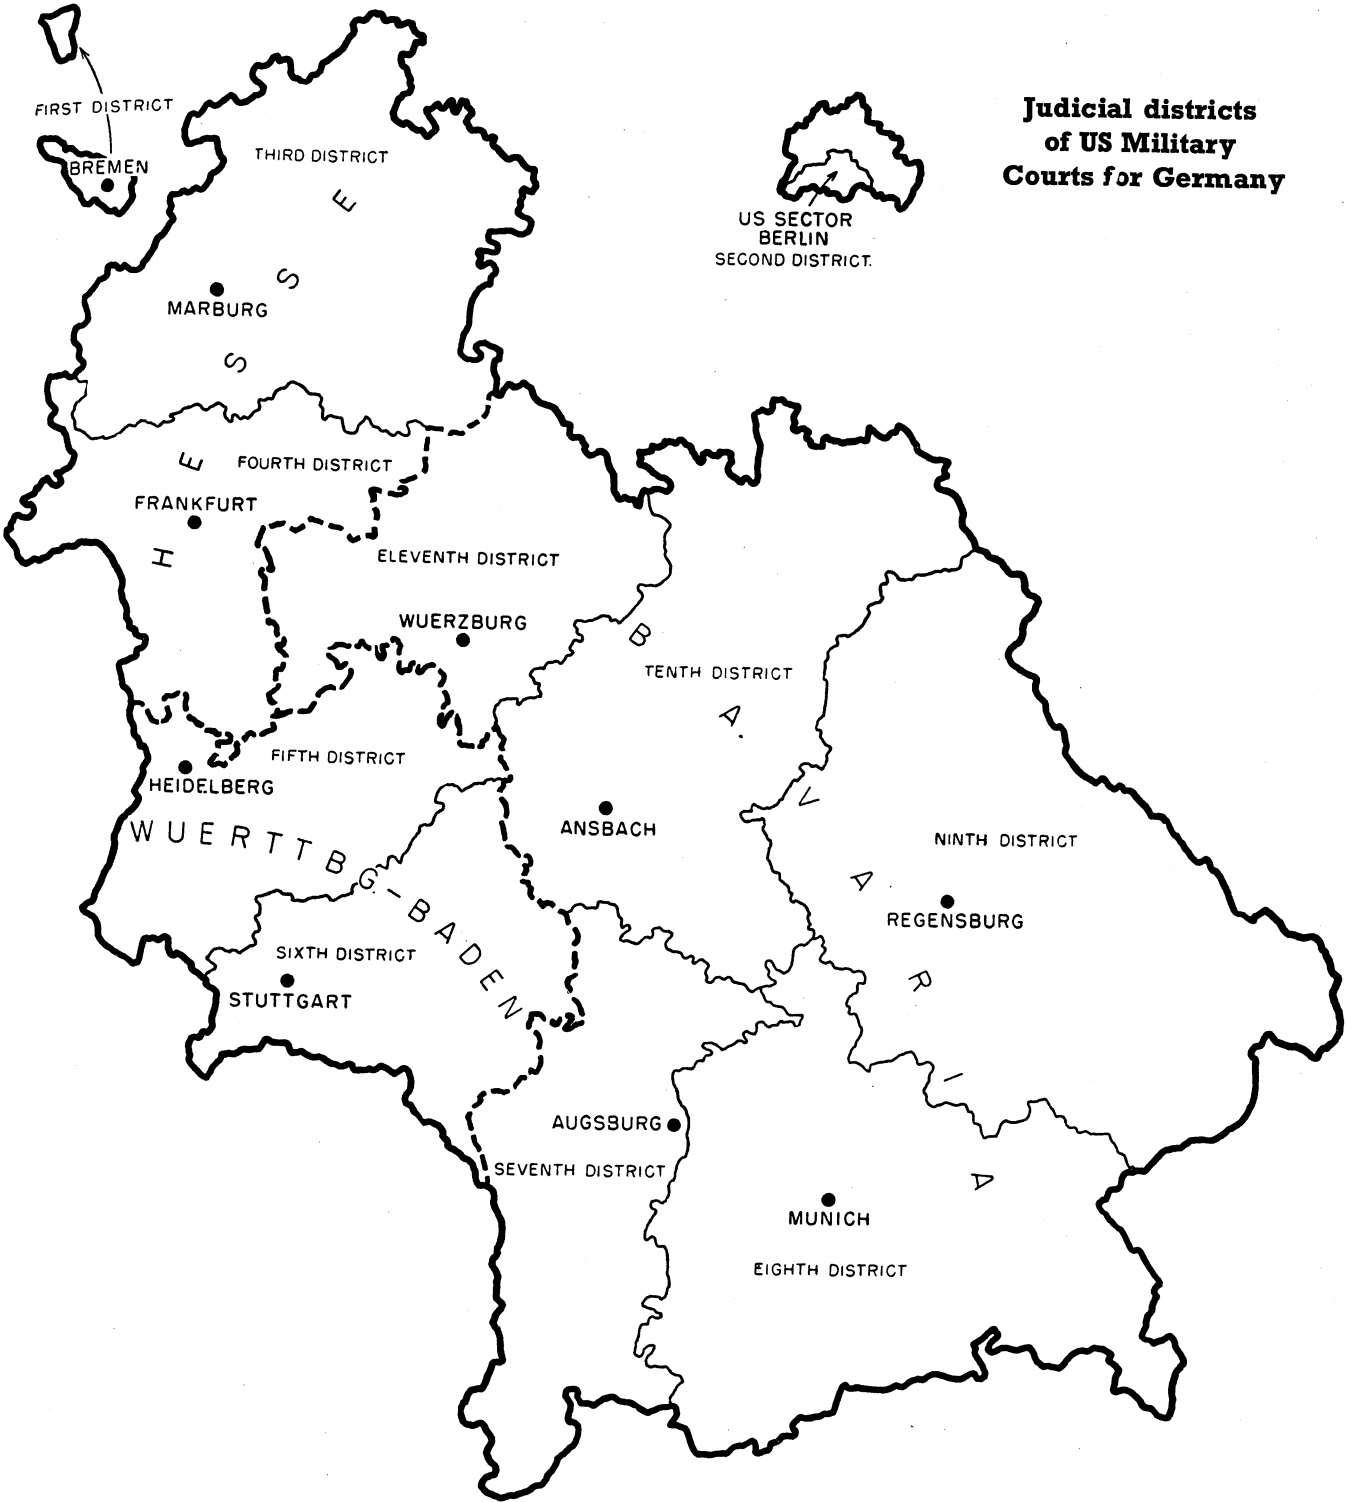 Judicial districts
of US Military
Courts for Germany
FIRST DISTRICT
BREMEN
THIRD DISTRICT
MARBURG
US SECTOR
BERLIN
SECOND DISTRICT.
HESSE
FOURTH DISTRICT
FRANKFURT
ELEVENTH DISTRICT
WUERZBURG
TENTH DISTRICT
ANSBACH
FIFTH DISTRICT
HEIDELBERG
WUERTTBG.-BADEN
SIXTH DISTRICT
STUTTGART
BAVARIA
NINTH DISTRICT
REGENSBURG
AUGSBURG
SEVENTH DISTRICT
MUNICH
EIGHTH DISTRICT